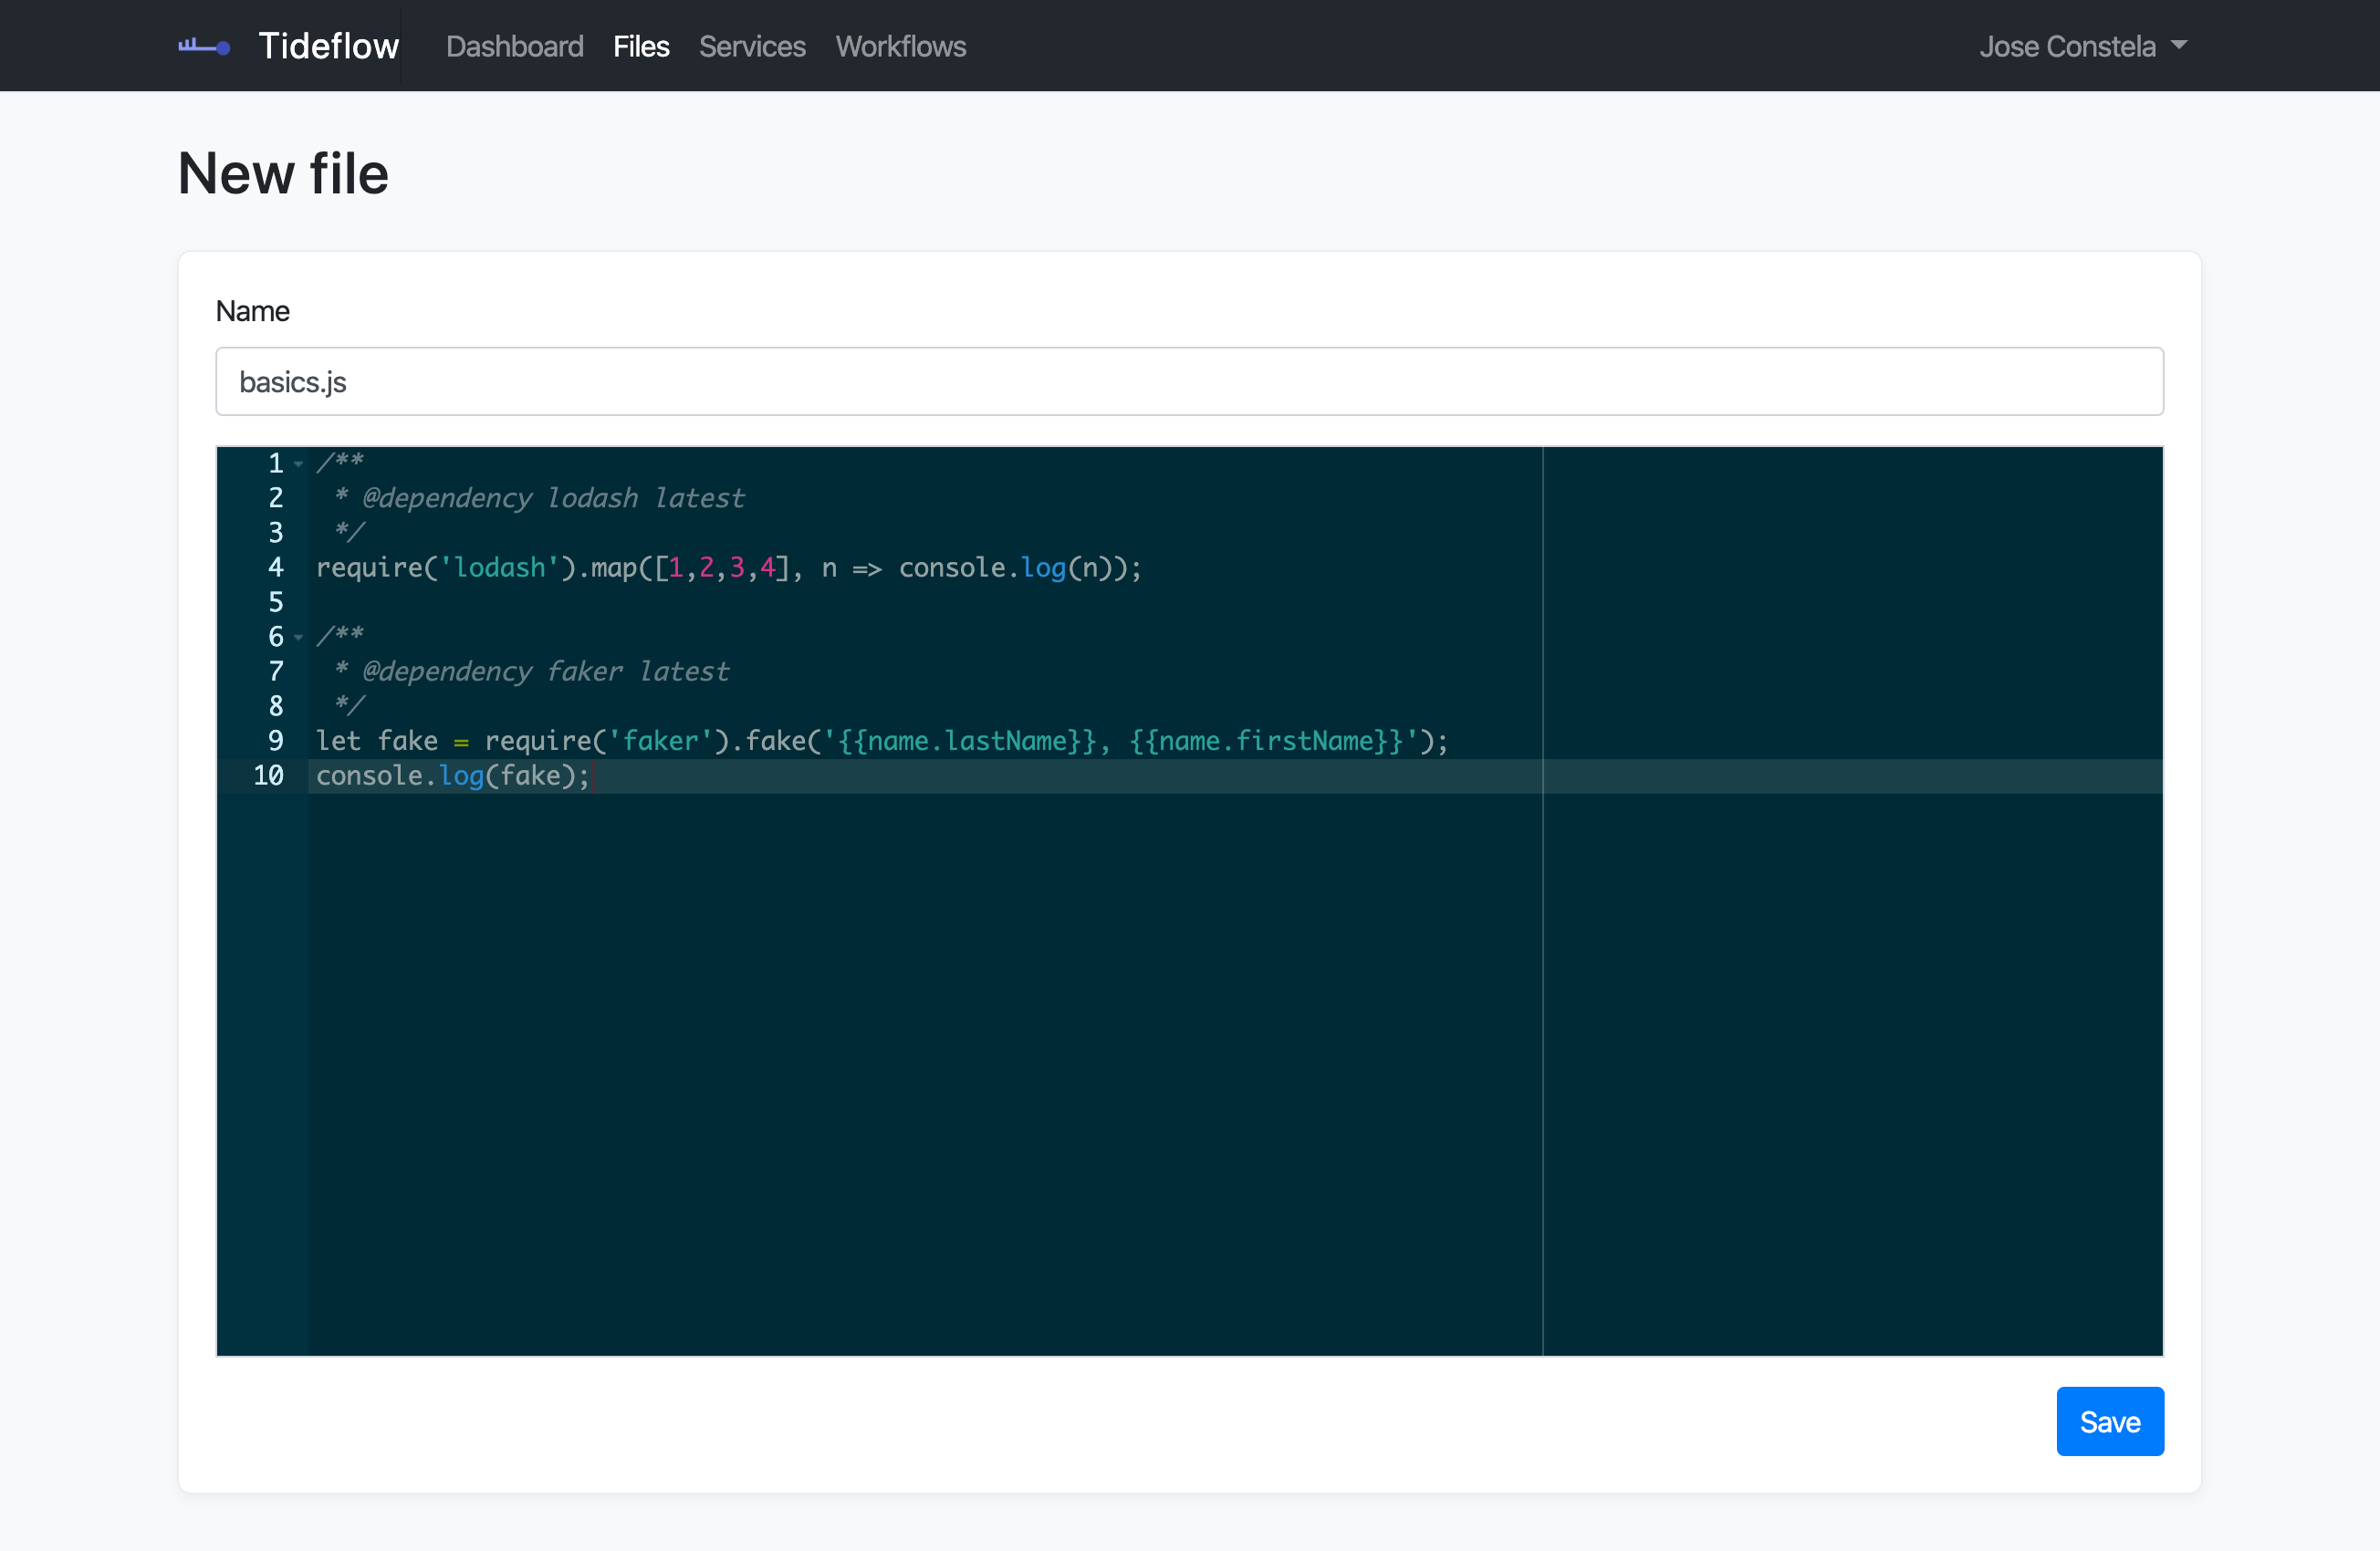 Tideflow Dashboard Files Services Workflows Jose Constela
New file
Name
basics.js
1 /**
2  * @dependency lodash latest
3  */
4 require('lodash').map([1,2,3,4], n => console.log(n));
5
6 /**
7  * @dependency faker latest
8  */
9 let fake = require('faker').fake('{{name.lastName}}, {{name.firstName}}');
10 console.log(fake);
Save